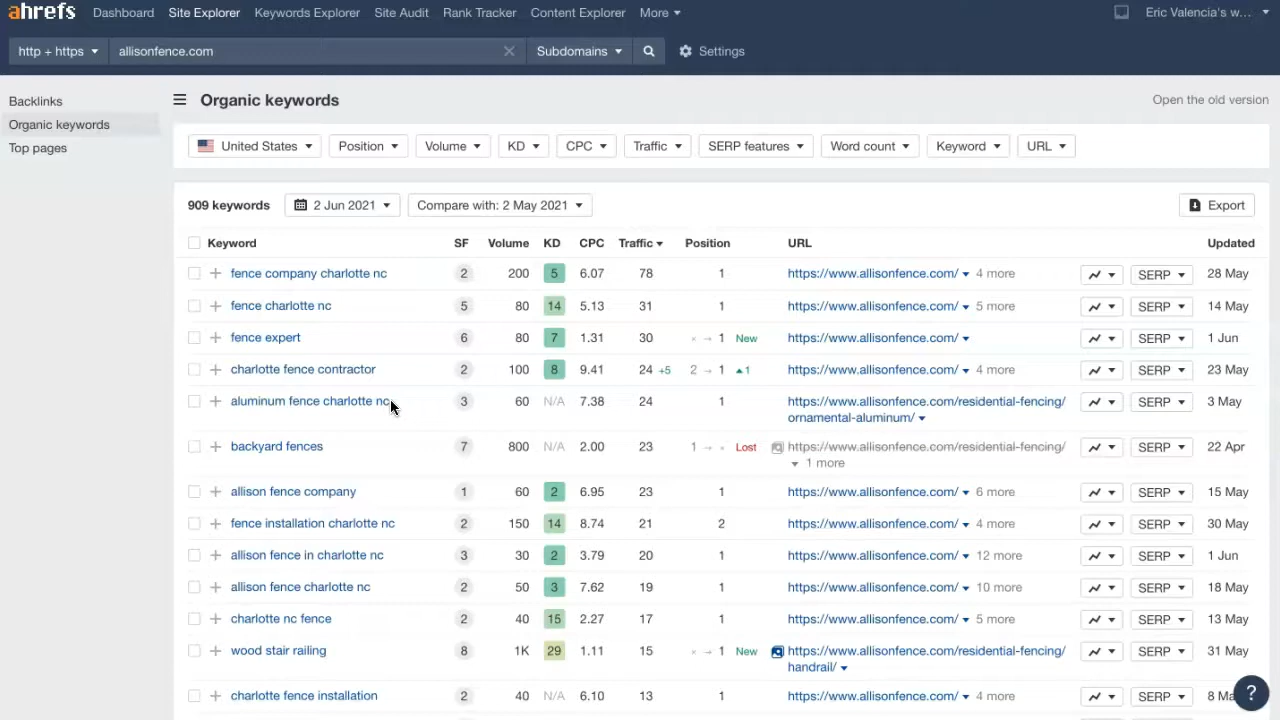 ahrefs Dashboard Site Explorer Keywords Explorer Site Audit Rank Tracker Content Explorer More Eric Valencia's w...
http + https allisonfence.com Subdomains Settings
Backlinks
Organic keywords
Top pages
Organic keywords Open the old version
United States Position Volume KD CPC Traffic SERP features Word count Keyword URL
909 keywords 2 Jun 2021 Compare with: 2 May 2021 Export
Keyword SF Volume KD CPC Traffic Position URL Updated
fence company charlotte nc 2 200 5 6.07 78 1 https://www.allisonfence.com/ 4 more SERP 28 May
fence charlotte nc 5 80 14 5.13 31 1 https://www.allisonfence.com/ 5 more SERP 14 May
fence expert 6 80 7 1.31 30 × → 1 New https://www.allisonfence.com/ SERP 1 Jun
charlotte fence contractor 2 100 8 9.41 24 +5 2 → 1 ▲1 https://www.allisonfence.com/ 4 more SERP 23 May
aluminum fence charlotte nc 3 60 N/A 7.38 24 1 https://www.allisonfence.com/residential-fencing/ SERP 3 May
ornamental-aluminum/
backyard fences 7 800 N/A 2.00 23 1 → × Lost https://www.allisonfence.com/residential-fencing/ SERP 22 Apr
1 more
allison fence company 1 60 2 6.95 23 1 https://www.allisonfence.com/ 6 more SERP 15 May
fence installation charlotte nc 2 150 14 8.74 21 2 https://www.allisonfence.com/ 4 more SERP 30 May
allison fence in charlotte nc 3 30 2 3.79 20 1 https://www.allisonfence.com/ 12 more SERP 1 Jun
allison fence charlotte nc 2 50 3 7.62 19 1 https://www.allisonfence.com/ 10 more SERP 18 May
charlotte nc fence 2 40 15 2.27 17 1 https://www.allisonfence.com/ 5 more SERP 13 May
wood stair railing 8 1K 29 1.11 15 × → 1 New https://www.allisonfence.com/residential-fencing/ SERP 31 May
handrail/
charlotte fence installation 2 40 N/A 6.10 13 1 https://www.allisonfence.com/ 4 more SERP 8 Ma ?